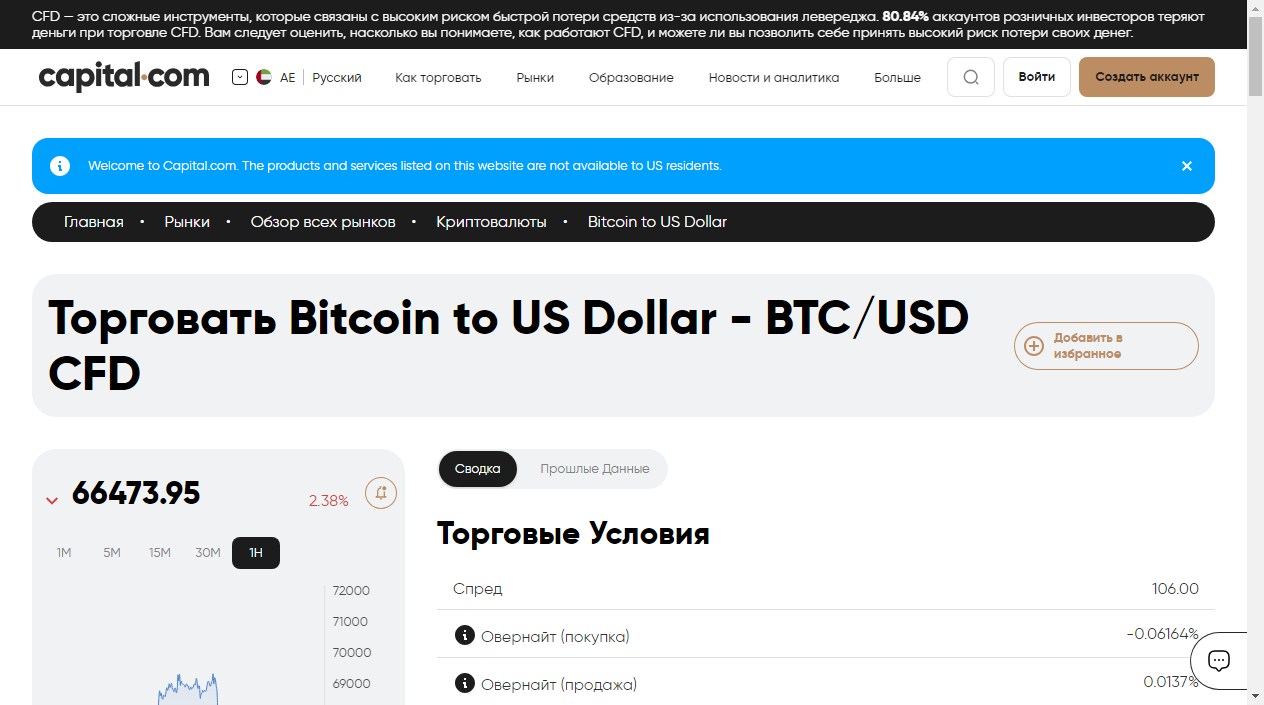 CFD — это сложные инструменты, которые связаны с высоким риском быстрой потери средств из-за использования левереджа. 80.84% аккаунтов розничных инвесторов теряют
деньги при торговле CFD. Вам следует оценить, насколько вы понимаете, как работают CFD, и можете ли вы позволить себе принять высокий риск потери своих денег.
capital.com AE Русский Как торговать Рынки Образование Новости и аналитика Больше Войти Создать аккаунт
Welcome to Capital.com. The products and services listed on this website are not available to US residents.
Главная • Рынки • Обзор всех рынков • Криптовалюты • Bitcoin to US Dollar
Торговать Bitcoin to US Dollar - BTC/USD
CFD
Добавить в
избранное
66473.95 2.38%
1M 5M 15M 30M 1H
72000
71000
70000
69000
Сводка Прошлые Данные
Торговые Условия
Спред 106.00
Овернайт (покупка) -0.06164%
Овернайт (продажа) 0.0137%